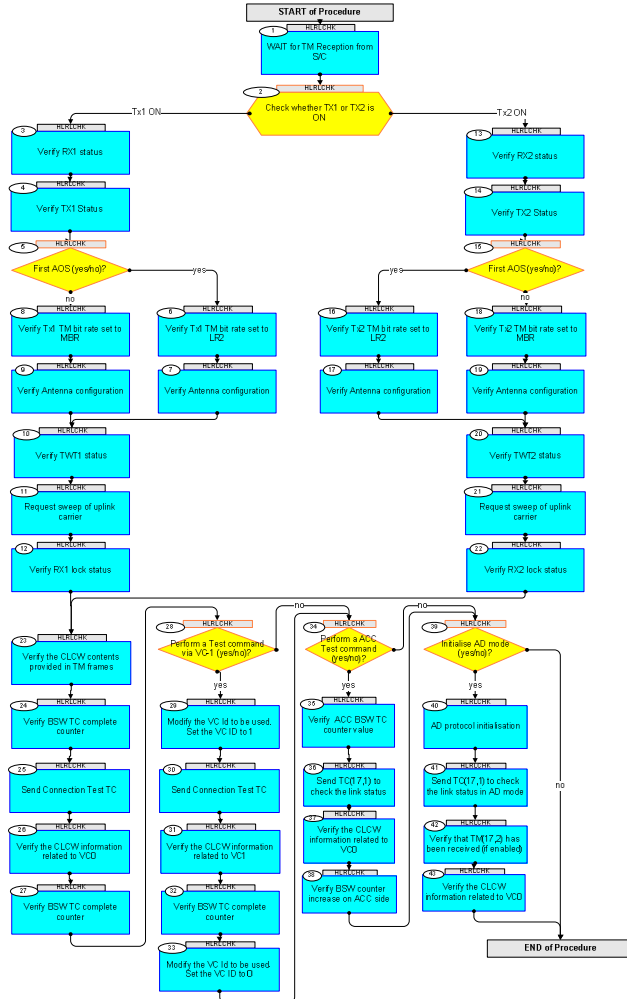 START of Procedure
1
HLRLCHK
WAIT for TM Reception from
S/C
2
HLRLCHK
Check whether TX1 or TX2 is
ON
Tx1 ON
Tx2 ON
3
HLRLCHK
Verify RX1 status
13
HLRLCHK
Verify RX2 status
4
HLRLCHK
Verify TX1 Status
14
HLRLCHK
Verify TX2 Status
5
HLRLCHK
First AOS (yes/no)?
yes
no
15
HLRLCHK
First AOS (yes/no)?
yes
no
8
HLRLCHK
Verify Tx1 TM bit rate set to
MBR
6
HLRLCHK
Verify Tx1 TM bit rate set to
LR2
16
HLRLCHK
Verify Tx2 TM bit rate set to
LR2
18
HLRLCHK
Verify Tx2 TM bit rate set to
MBR
9
HLRLCHK
Verify Antenna configuration
7
HLRLCHK
Verify Antenna configuration
17
HLRLCHK
Verify Antenna configuration
19
HLRLCHK
Verify Antenna configuration
10
HLRLCHK
Verify TWT1 status
20
HLRLCHK
Verify TWT2 status
11
HLRLCHK
Request sweep of uplink
carrier
21
HLRLCHK
Request sweep of uplink
carrier
12
HLRLCHK
Verify RX1 lock status
22
HLRLCHK
Verify RX2 lock status
23
HLRLCHK
Verify the CLCW contents
provided in TM frames
28
HLRLCHK
Perform a Test command
via VC-1 (yes/no)?
no
yes
34
HLRLCHK
Perform a ACC
Test command
(yes/no)?
no
yes
39
HLRLCHK
Initialise AD mode
(yes/no)?
yes
no
24
HLRLCHK
Verify BSW TC complete
counter
29
HLRLCHK
Modify the VC Id to be used.
Set the VC ID to 1
35
HLRLCHK
Verify ACC BSW TC
counter value
40
HLRLCHK
AD protocol initialisation
25
HLRLCHK
Send Connection Test TC
30
HLRLCHK
Send Connection Test TC
36
HLRLCHK
Send TC(17,1) to
check the link status
41
HLRLCHK
Send TC(17,1) to check
the link status in AD mode
26
HLRLCHK
Verify the CLCW information
related to VC0
31
HLRLCHK
Verify the CLCW information
related to VC1
37
HLRLCHK
Verify the CLCW
information related to
VC0
42
HLRLCHK
Verify that TM(17,2) has
been received (if enabled)
27
HLRLCHK
Verify BSW TC complete
counter
32
HLRLCHK
Verify BSW TC complete
counter
38
HLRLCHK
Verify BSW counter
increase on ACC side
43
HLRLCHK
Verify the CLCW
information related to VC0
33
HLRLCHK
Modify the VC Id to be used.
Set the VC ID to 0
END of Procedure